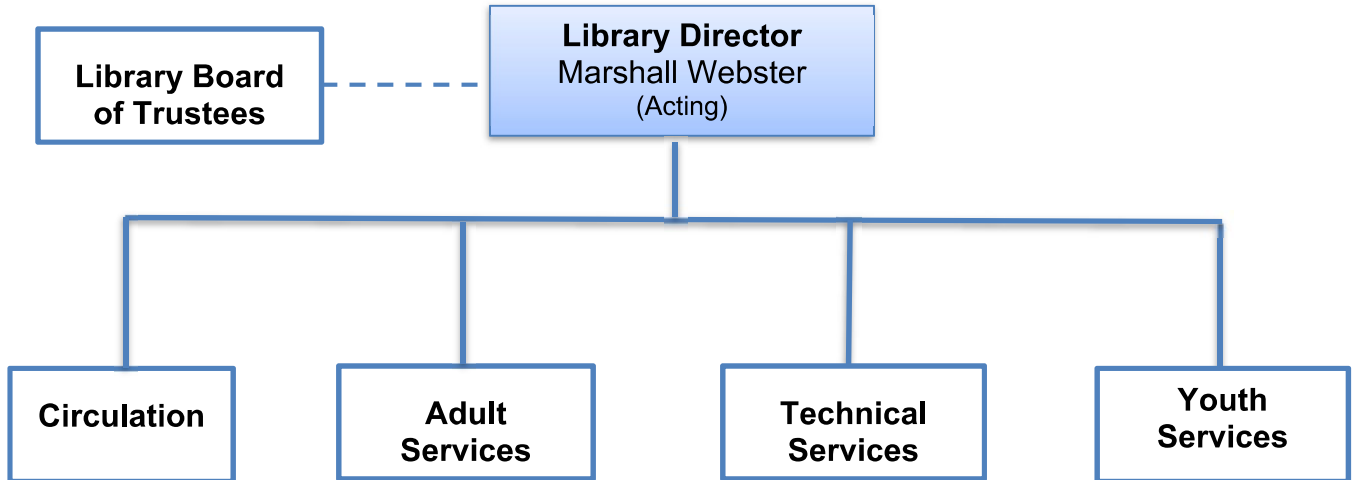 Library Board
of Trustees
Library Director
Marshall Webster
(Acting)
Circulation
Adult
Services
Technical
Services
Youth
Services